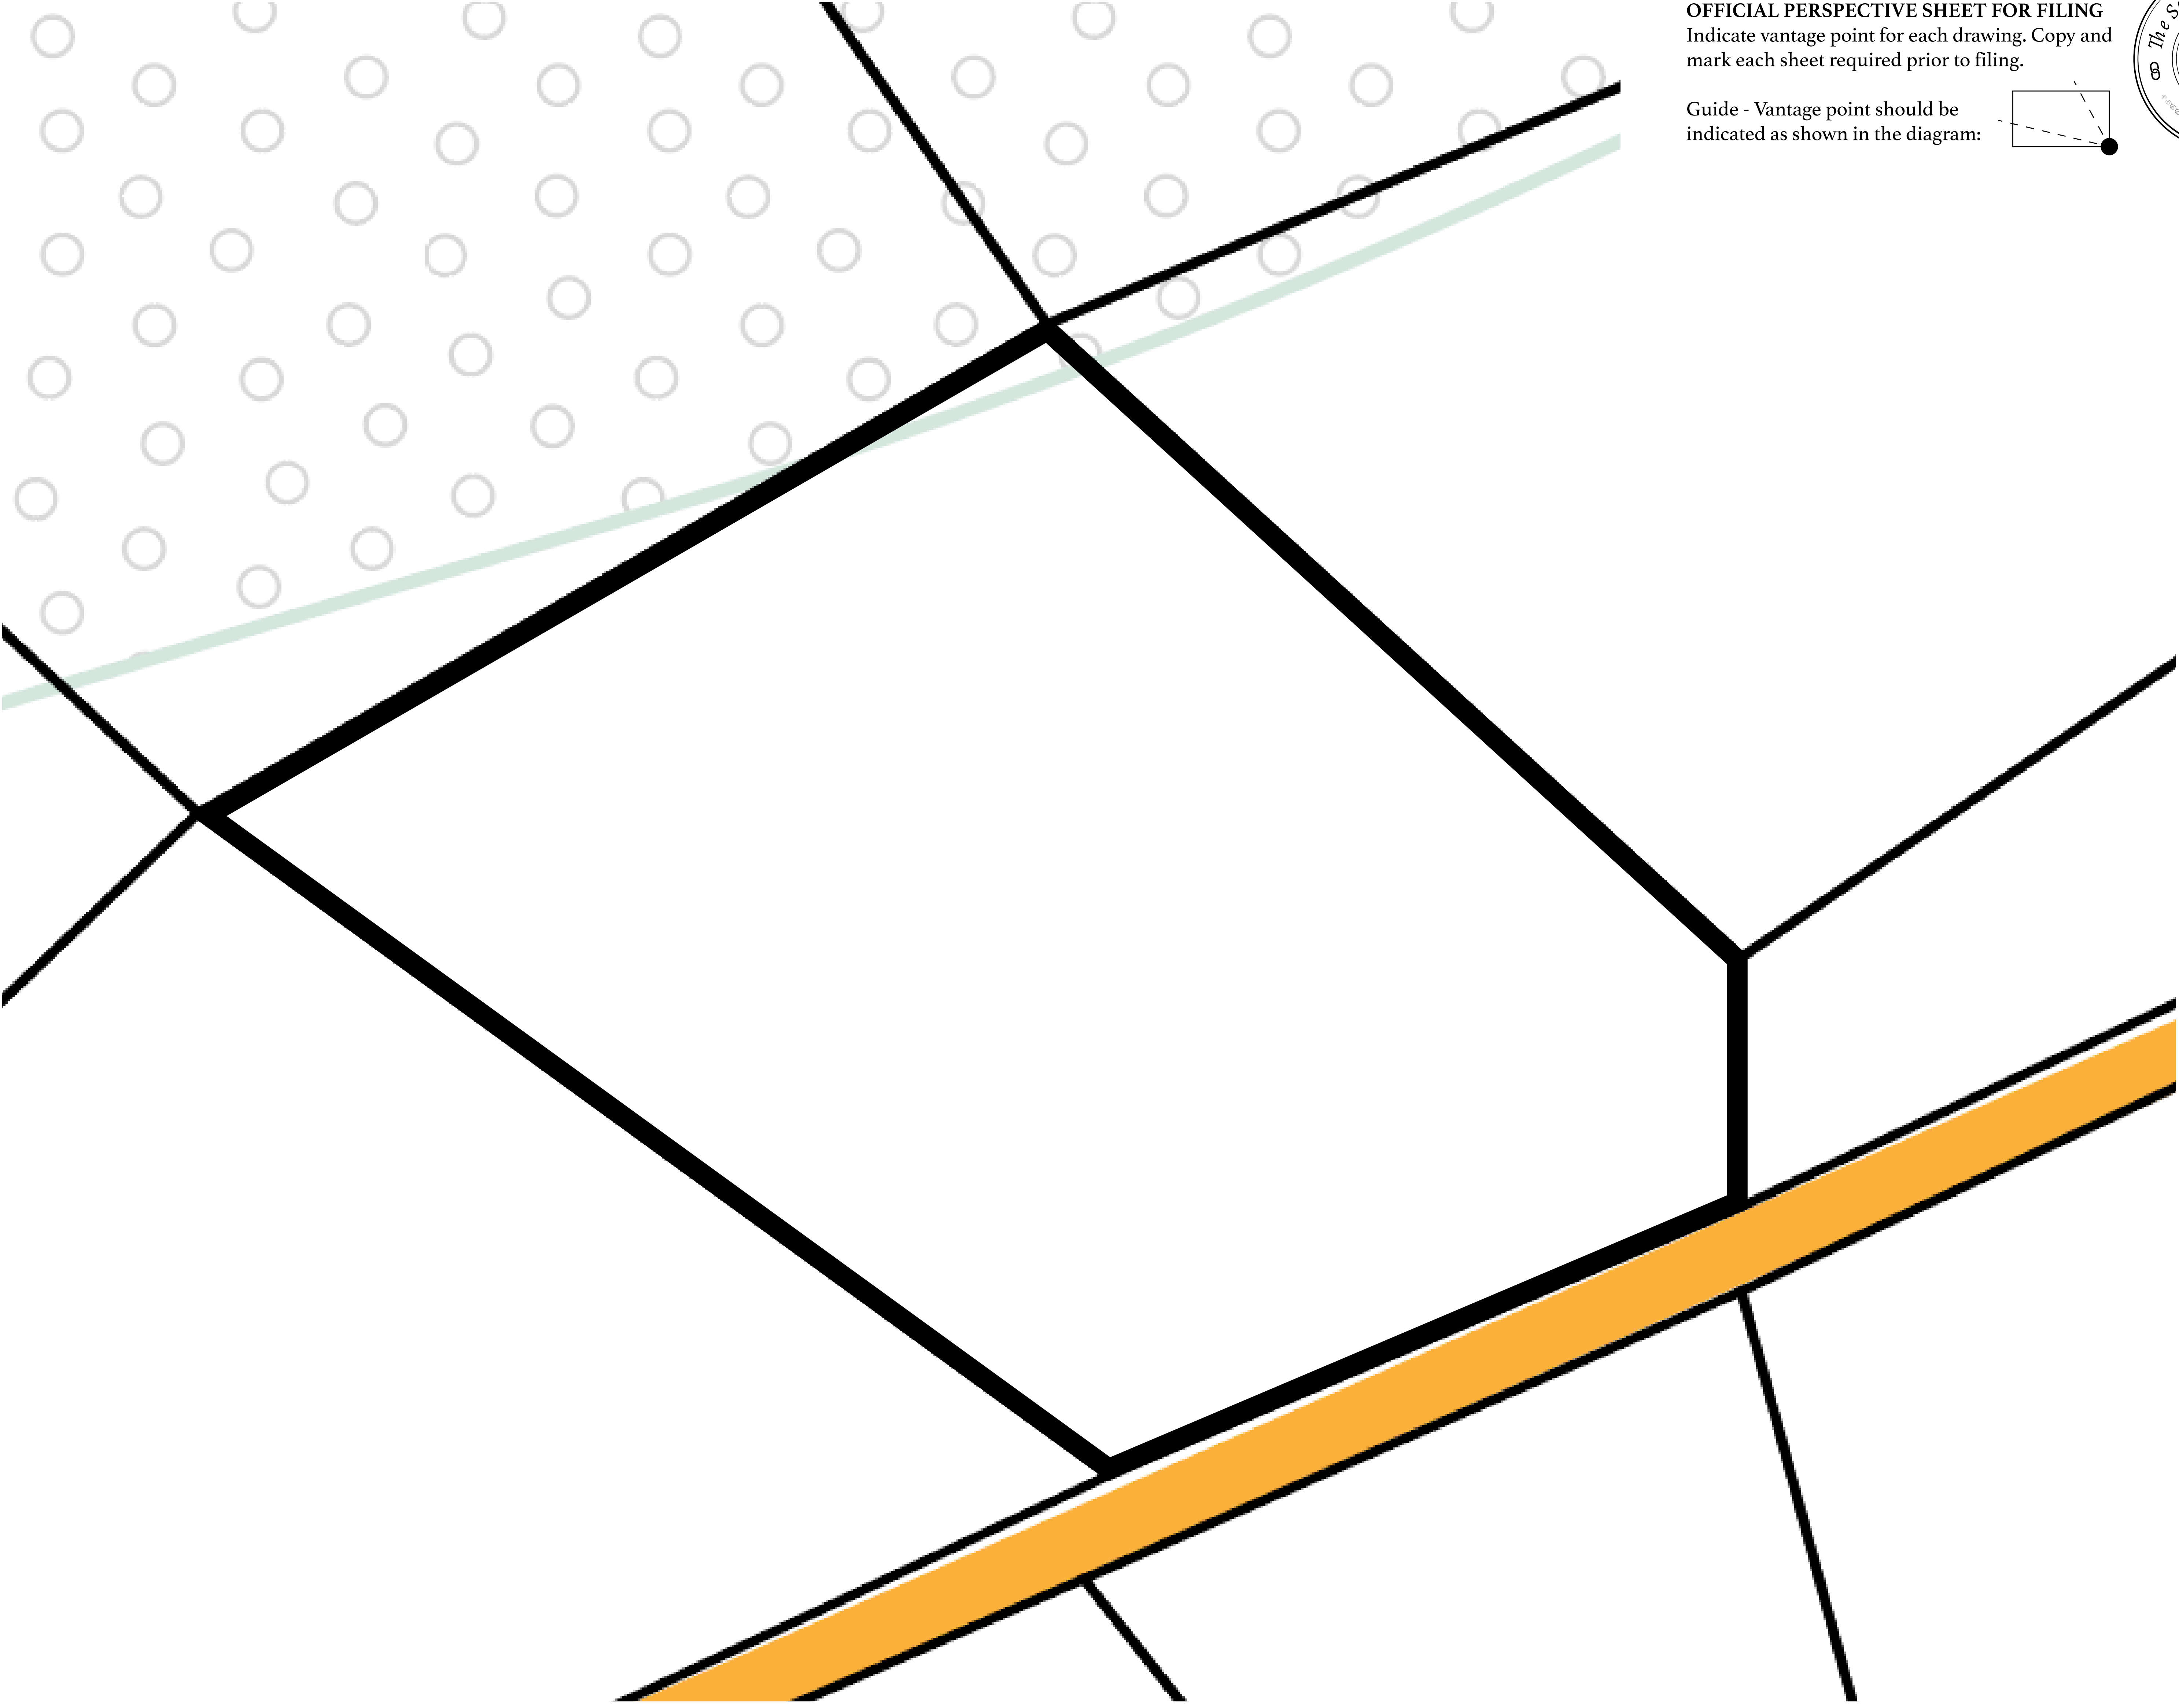 OFFICIAL PERSPECTIVE SHEET FOR FILING
Indicate vantage point for each drawing. Copy and
mark each sheet required prior to filing.
Guide - Vantage point should be
indicated as shown in the diagram:
The